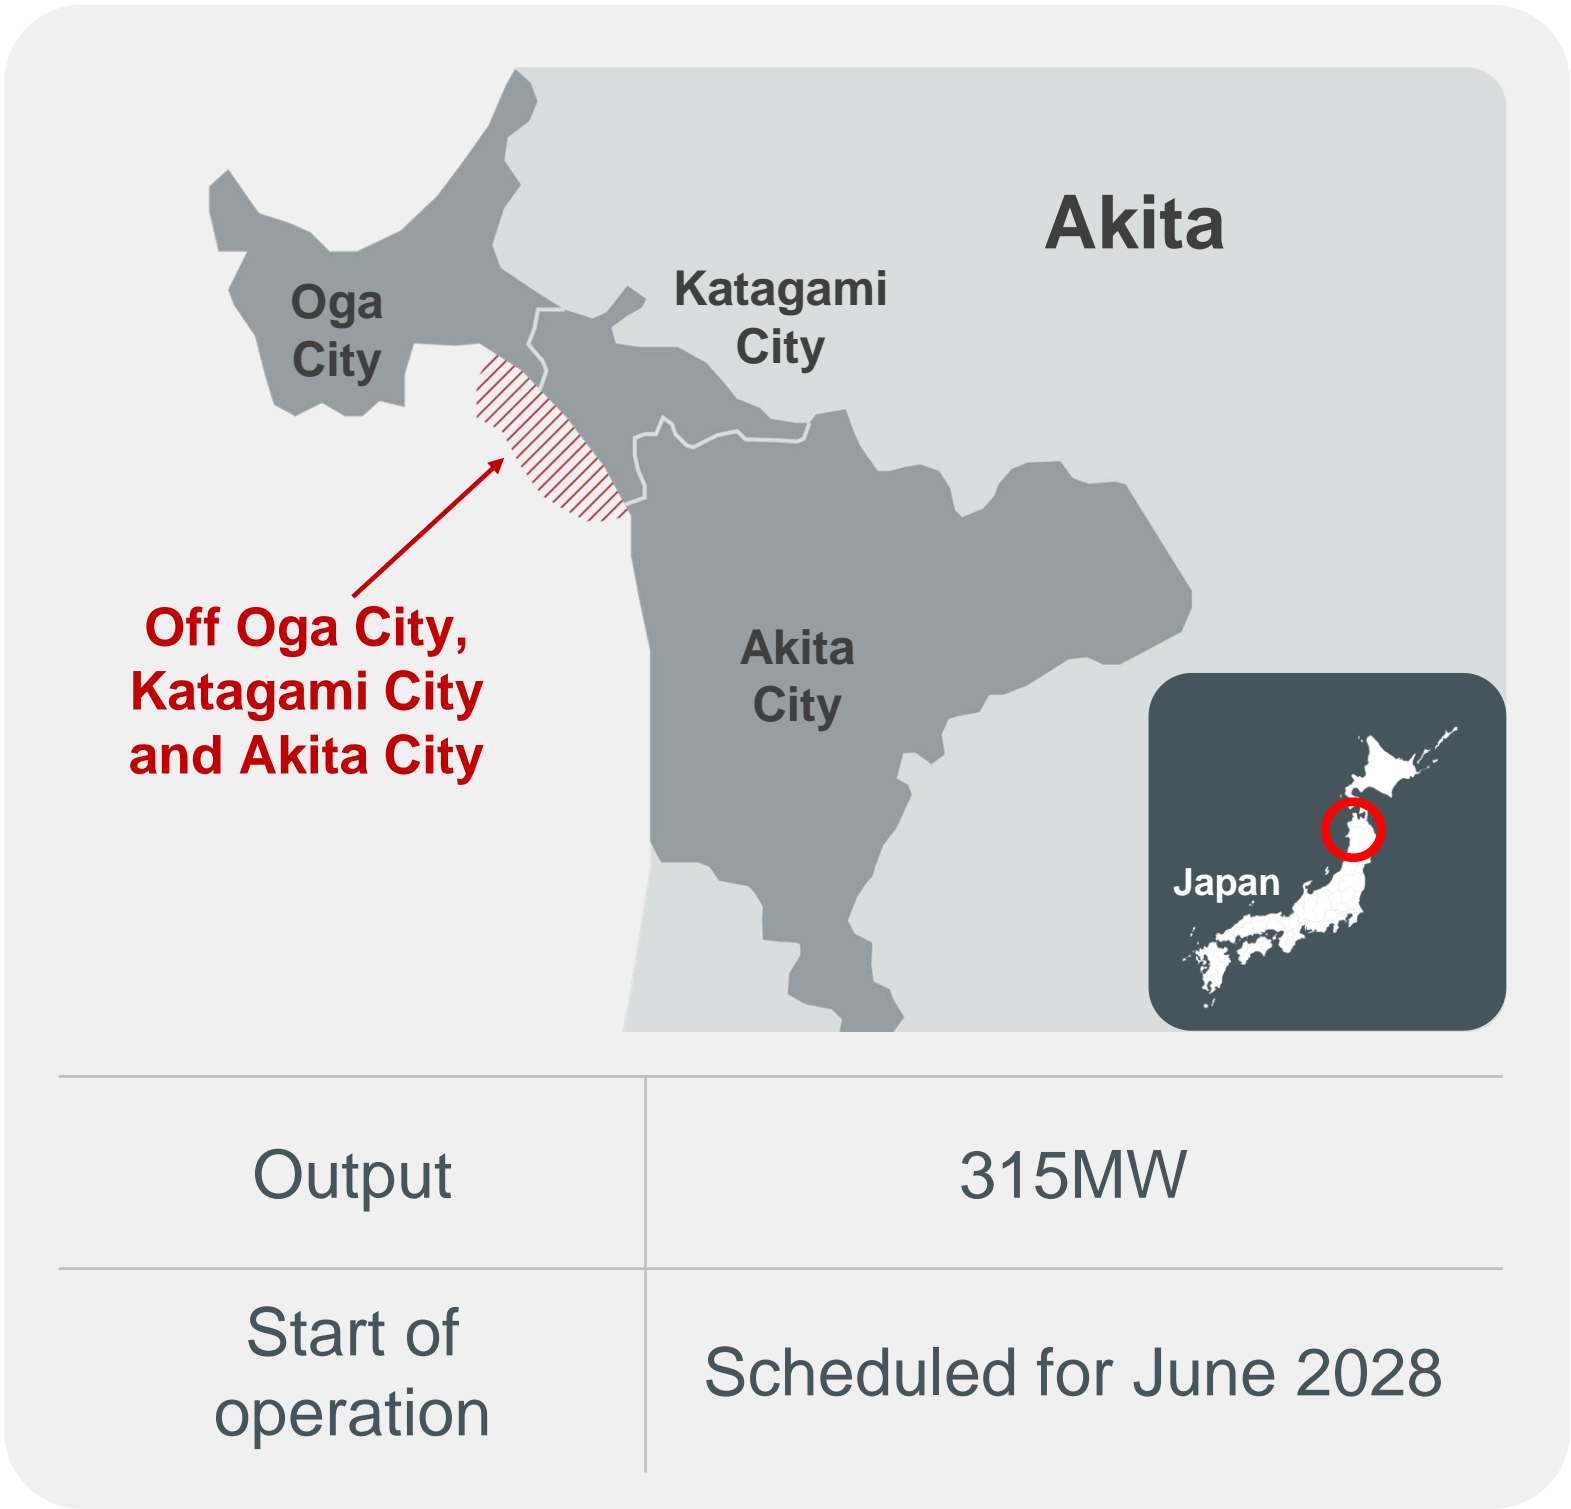 Akita
Oga
City
Katagami
City
Off Oga City,
Katagami City
and Akita City
Akita
City
Japan
Output
315MW
Start of
operation
Scheduled for June 2028